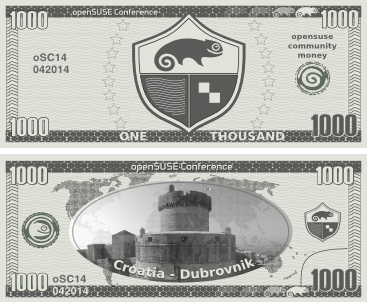 1000 openSUSE Conference 1000
oSC14
042014
opensuse
community
money
1000 ONE THOUSAND 1000
1000 openSUSE Conference 1000
Croatia - Dubrovnik
1000 oSC14
042014
1000